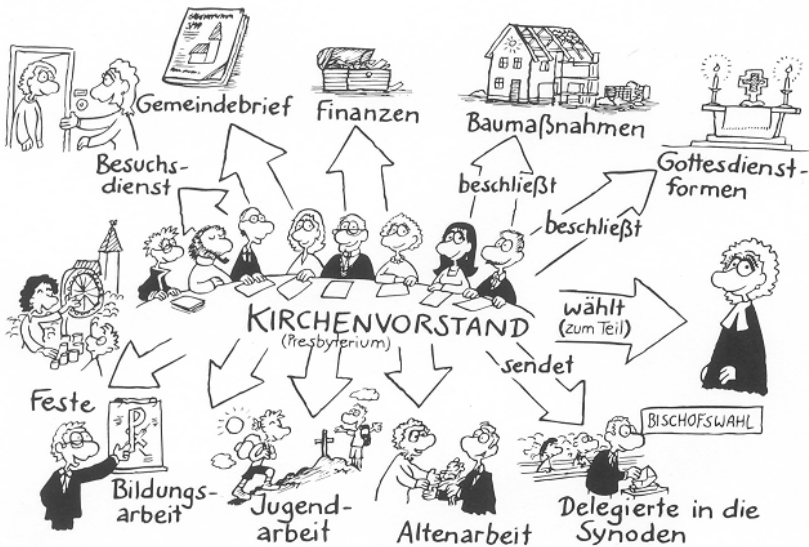 Gemeindebrief
Finanzen
Baumaßnahmen
Besuchs-
dienst
beschließt
Gottesdienst-
formen
beschließt
KIRCHENVORSTAND
(Presbyterium)
wählt
(zum Teil)
sendet
Feste
BISCHOFSWAHL
Bildungs-
arbeit
Jugend-
arbeit
Altenarbeit
Delegierte in die
Synoden